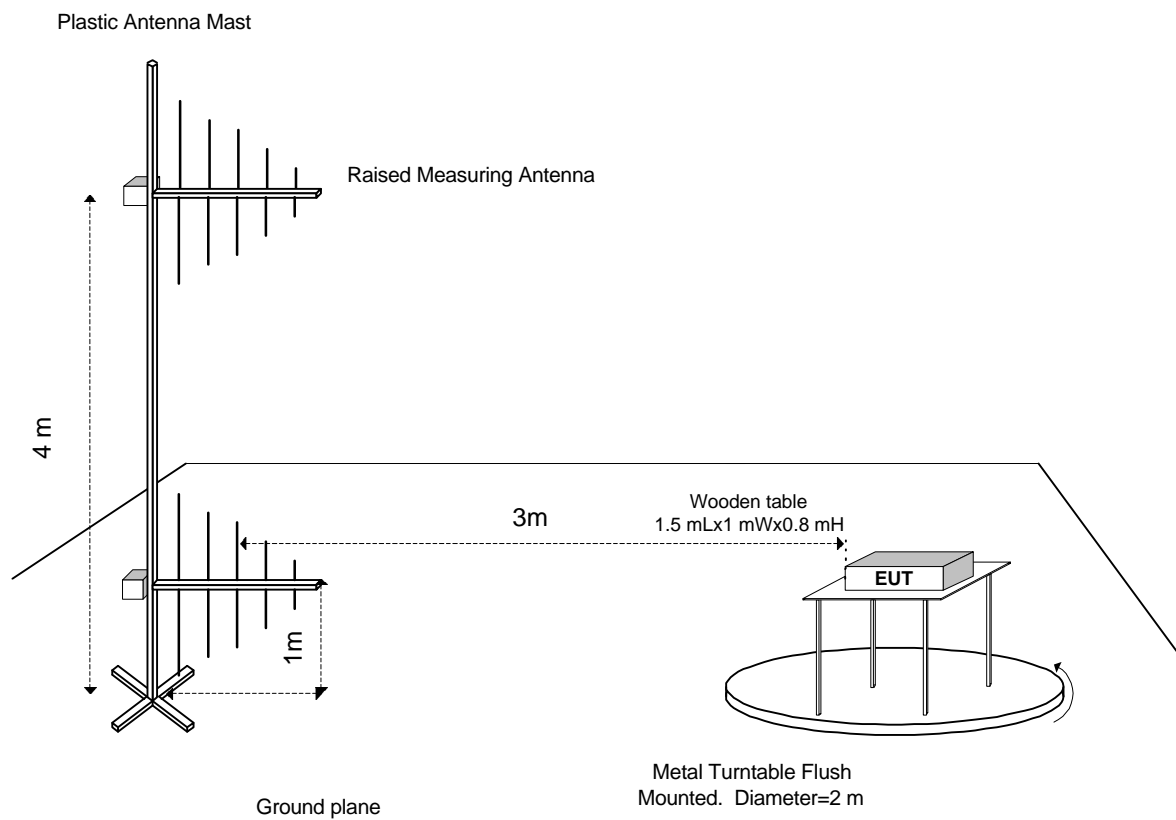 Plastic Antenna Mast
Raised Measuring Antenna
4 m
3m
Wooden table
1.5 mLx1 mWx0.8 mH
EUT
1m
Metal Turntable Flush
Mounted.  Diameter=2 m
Ground plane